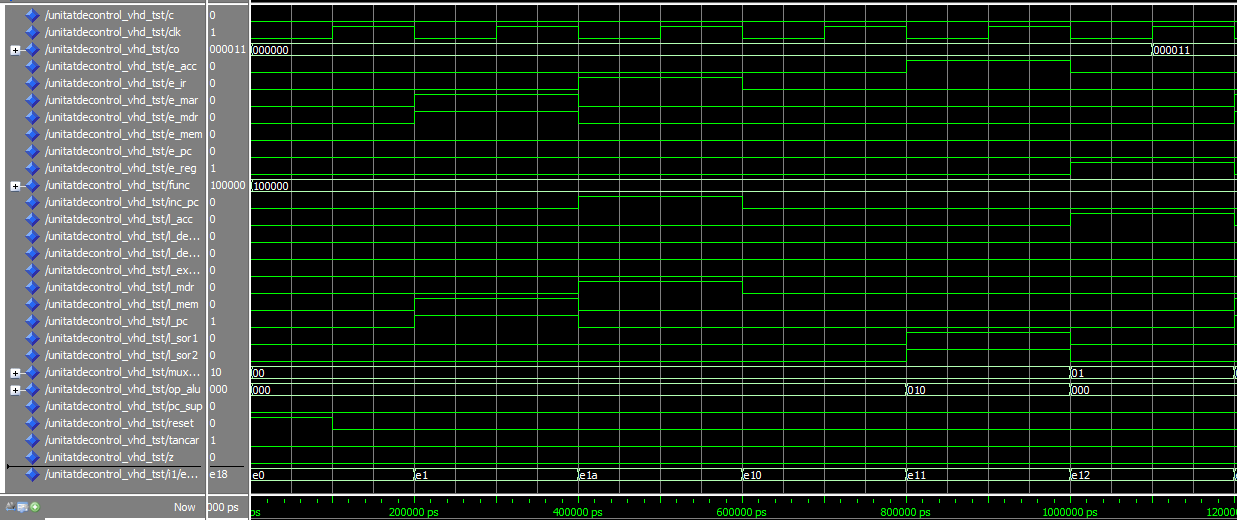 /unitatdecontrol_vhd_tst/c 0
/unitatdecontrol_vhd_tst/clk 1
/unitatdecontrol_vhd_tst/co 000011 000000 000011
/unitatdecontrol_vhd_tst/e_acc 0
/unitatdecontrol_vhd_tst/e_ir 0
/unitatdecontrol_vhd_tst/e_mar 0
/unitatdecontrol_vhd_tst/e_mdr 0
/unitatdecontrol_vhd_tst/e_mem 0
/unitatdecontrol_vhd_tst/e_pc 0
/unitatdecontrol_vhd_tst/e_reg 1
/unitatdecontrol_vhd_tst/func 100000 100000
/unitatdecontrol_vhd_tst/inc_pc 0
/unitatdecontrol_vhd_tst/l_acc 0
/unitatdecontrol_vhd_tst/l_de... 0
/unitatdecontrol_vhd_tst/l_de... 0
/unitatdecontrol_vhd_tst/l_ex... 0
/unitatdecontrol_vhd_tst/l_mdr 0
/unitatdecontrol_vhd_tst/l_mem 0
/unitatdecontrol_vhd_tst/l_pc 1
/unitatdecontrol_vhd_tst/l_sor1 0
/unitatdecontrol_vhd_tst/l_sor2 0
/unitatdecontrol_vhd_tst/mux... 10 00 01
/unitatdecontrol_vhd_tst/op_alu 000 000 010 000
/unitatdecontrol_vhd_tst/pc_sup 0
/unitatdecontrol_vhd_tst/reset 0
/unitatdecontrol_vhd_tst/tancar 1
/unitatdecontrol_vhd_tst/z 0
/unitatdecontrol_vhd_tst/i1/e... e18 e0 e1 e1a e10 e11 e12
Now 000 ps ps 200000 ps 400000 ps 600000 ps 800000 ps 1000000 ps 120000